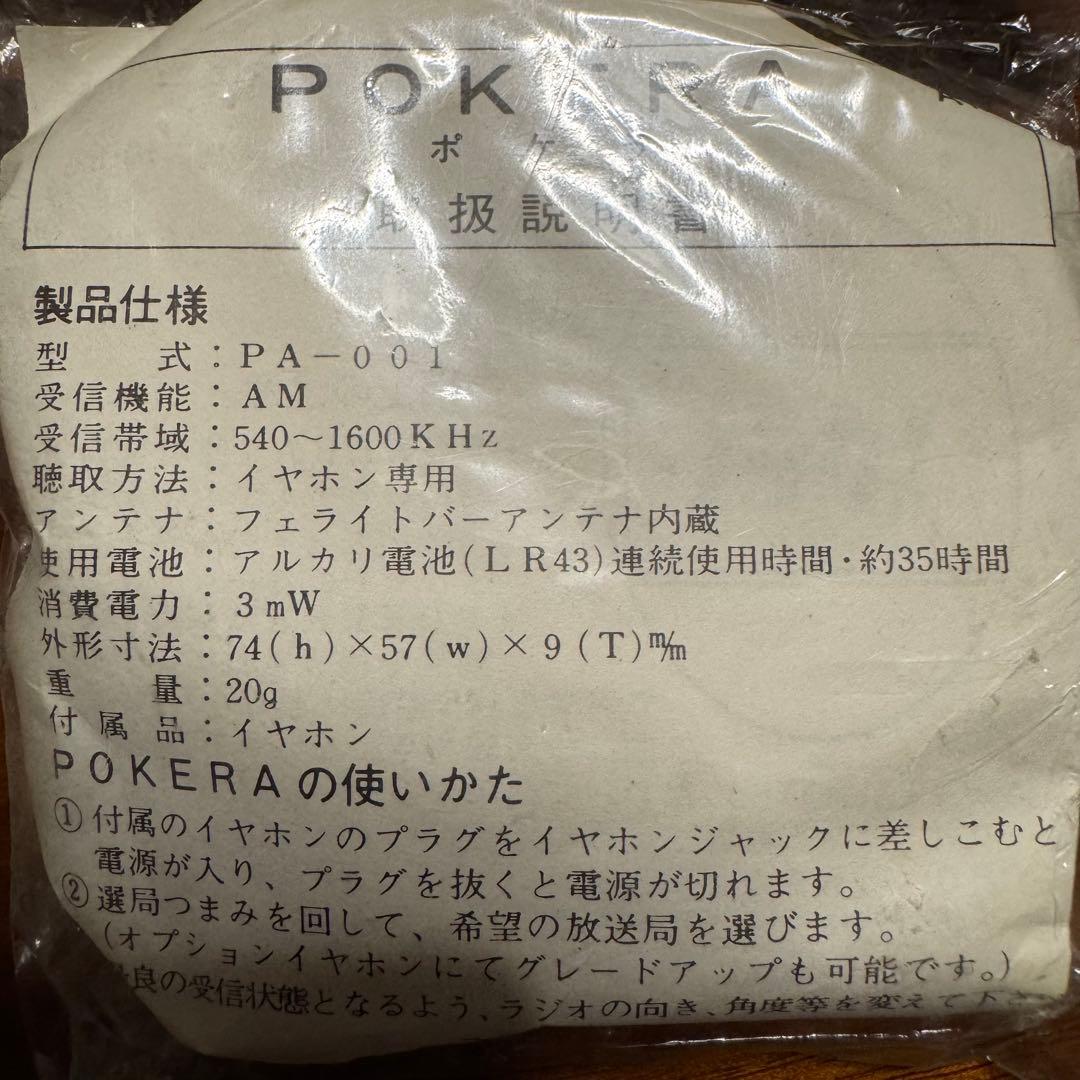 POKERA
ポケラ
取扱説明書
製品仕様
型　　式：ＰＡ－００１
受信機能：ＡＭ
受信帯域：540～1600ＫＨｚ
聴取方法：イヤホン専用
アンテナ：フェライトバーアンテナ内蔵
使用電池：アルカリ電池(ＬＲ43)連続使用時間・約35時間
消費電力：３mW
外形寸法：74(h)×57(w)×９(T)m/m
重　　量：20g
付 属 品：イヤホン
POKERAの使いかた
①付属のイヤホンのプラグをイヤホンジャックに差しこむと
電源が入り、プラグを抜くと電源が切れます。
②選局つまみを回して、希望の放送局を選びます。
(オプションイヤホンにてグレードアップも可能です。)
良の受信状態となるよう、ラジオの向き、角度等を変えて下さ